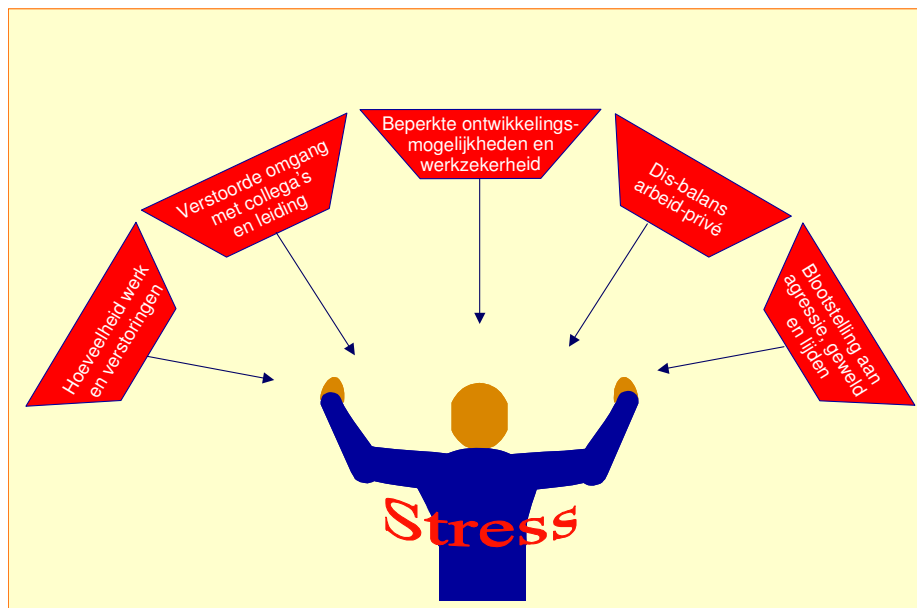 Hoeveelheid werk
en verstoringen
Verstoorde omgang
met collega's
en leiding
Beperkte ontwikkelings-
mogelijkheden en
werkzekerheid
Dis-balans
arbeid-privé
Blootstelling aan
agressie, geweld
en lijden
Stress